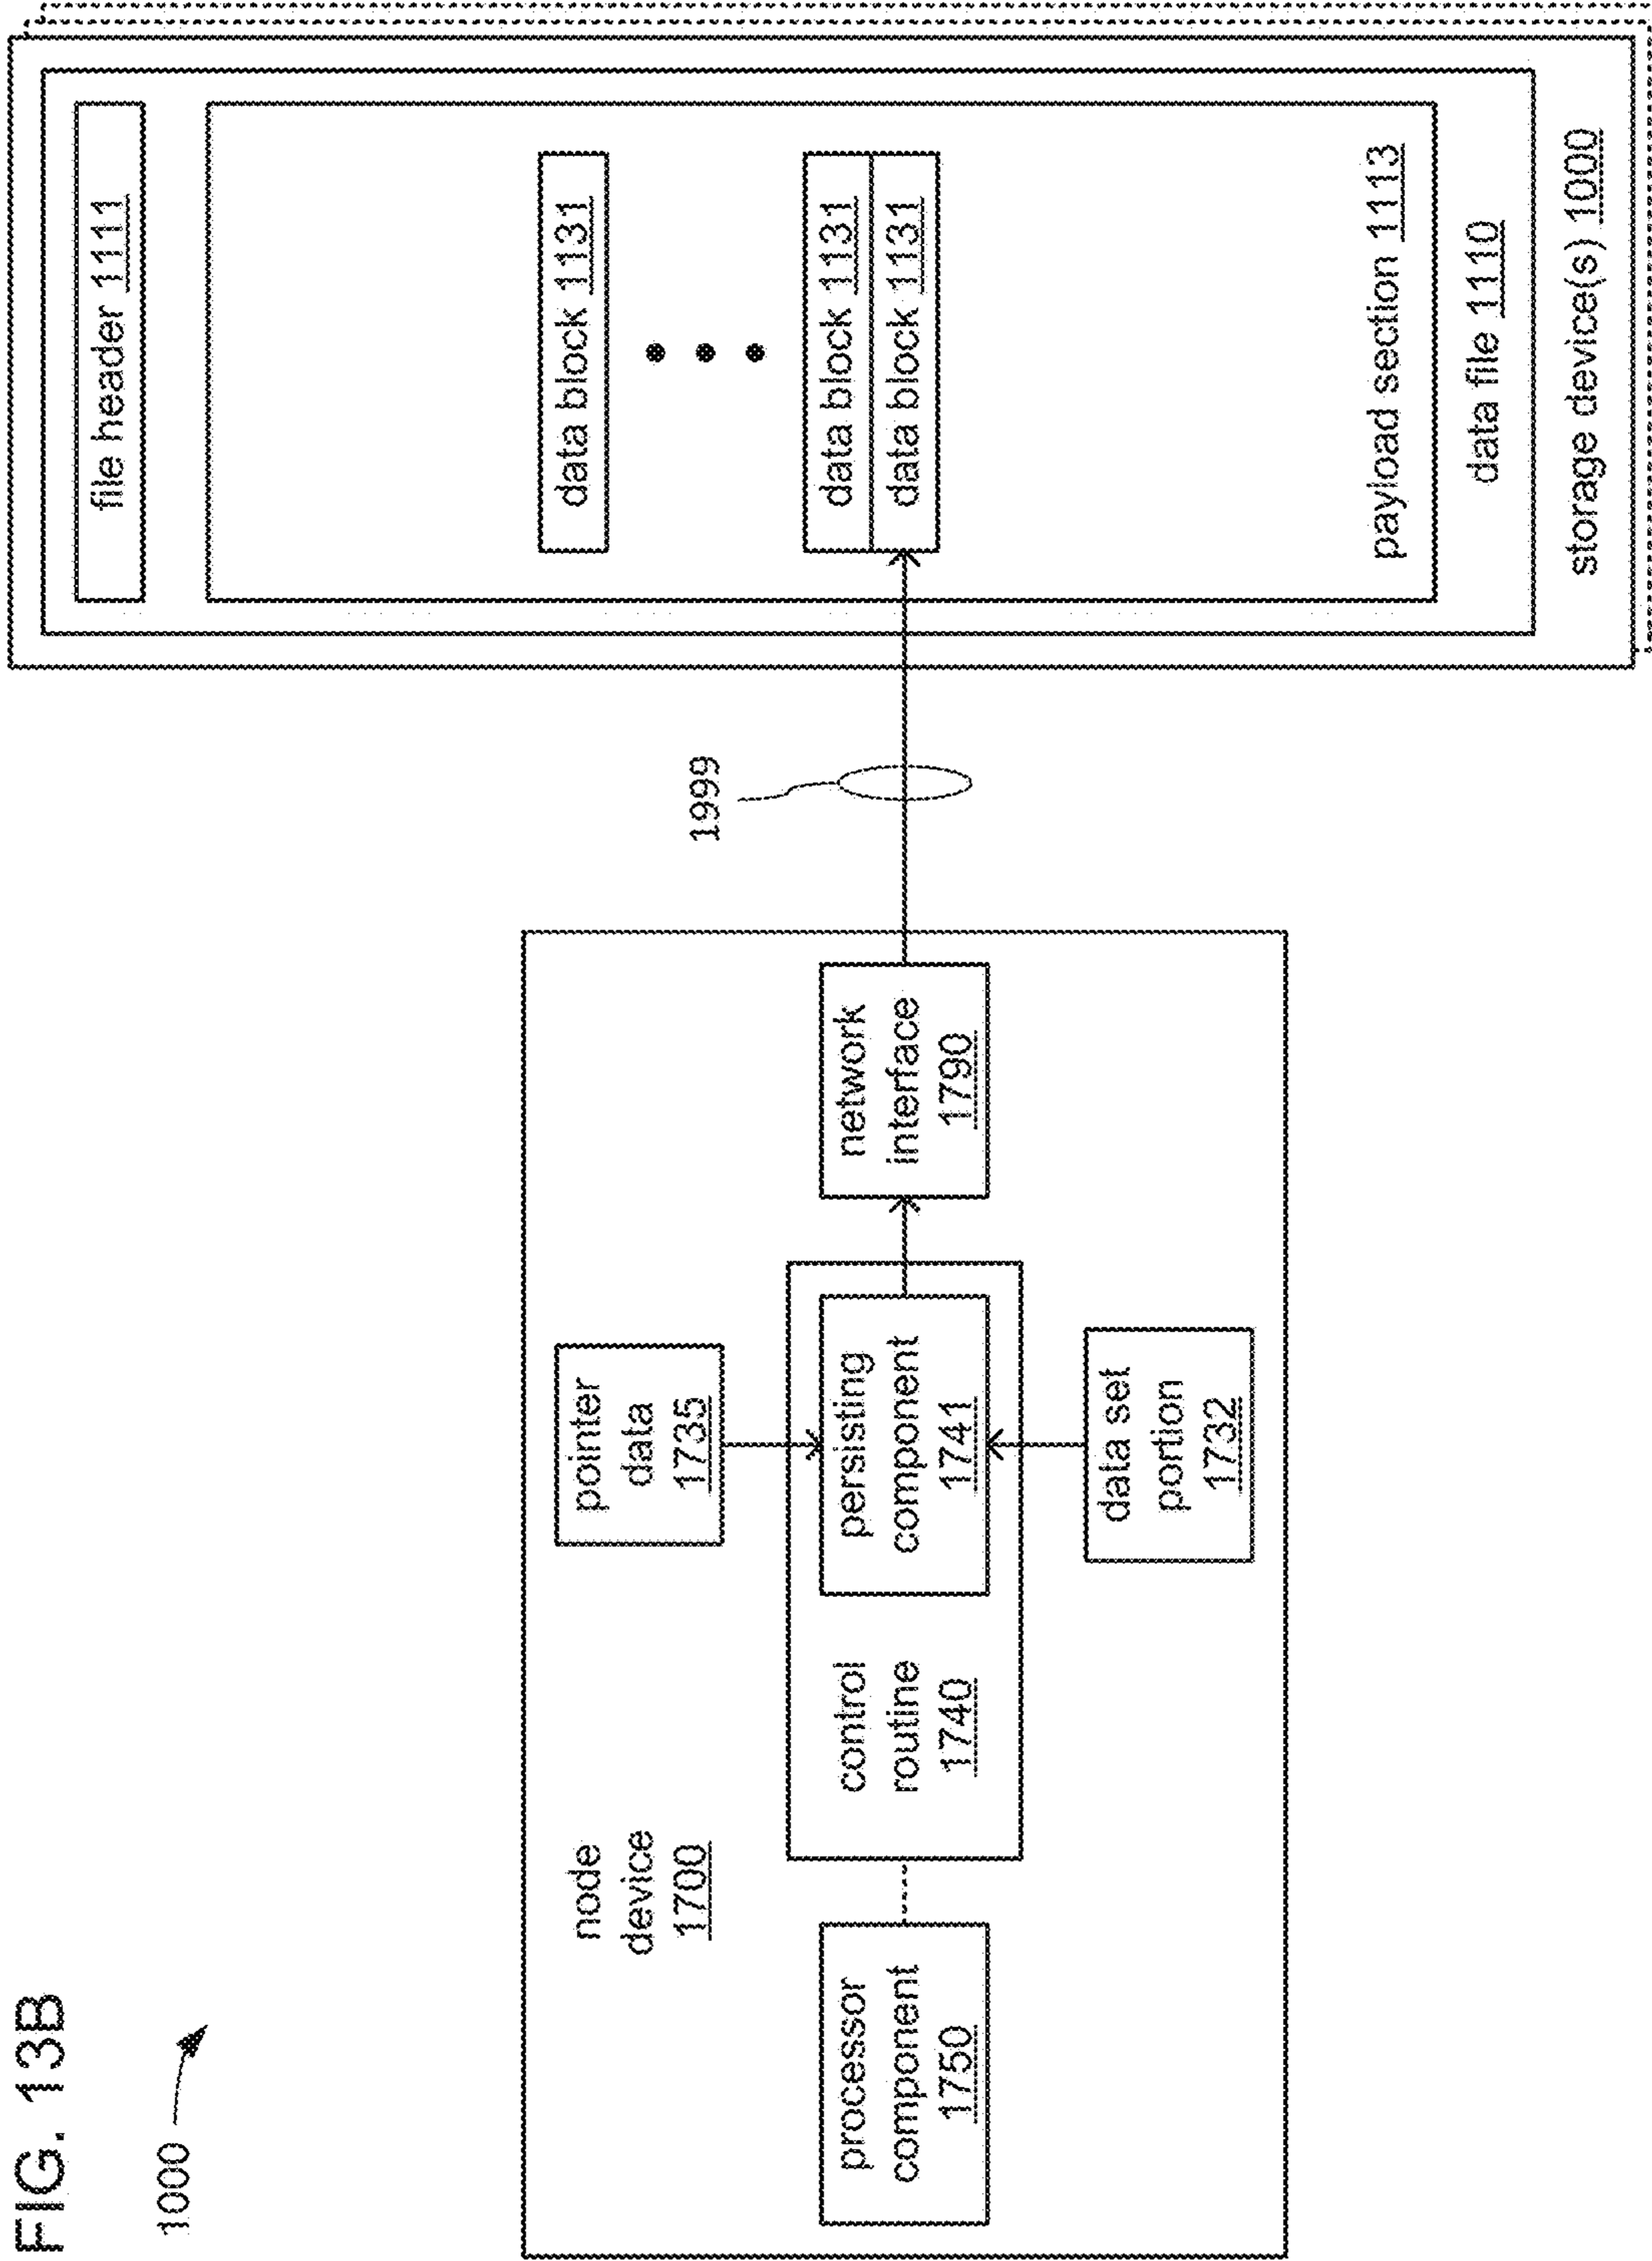 FIG. 13B
1000
node
device
1700
processor
component
1750
control
routine
1740
pointer
data
1735
persisting
component
1741
data set
portion
1732
network
interface
1790
1999
file header 1111
data block 1131
data block 1131
data block 1131
payload section 1113
data file 1110
storage device(s) 1000